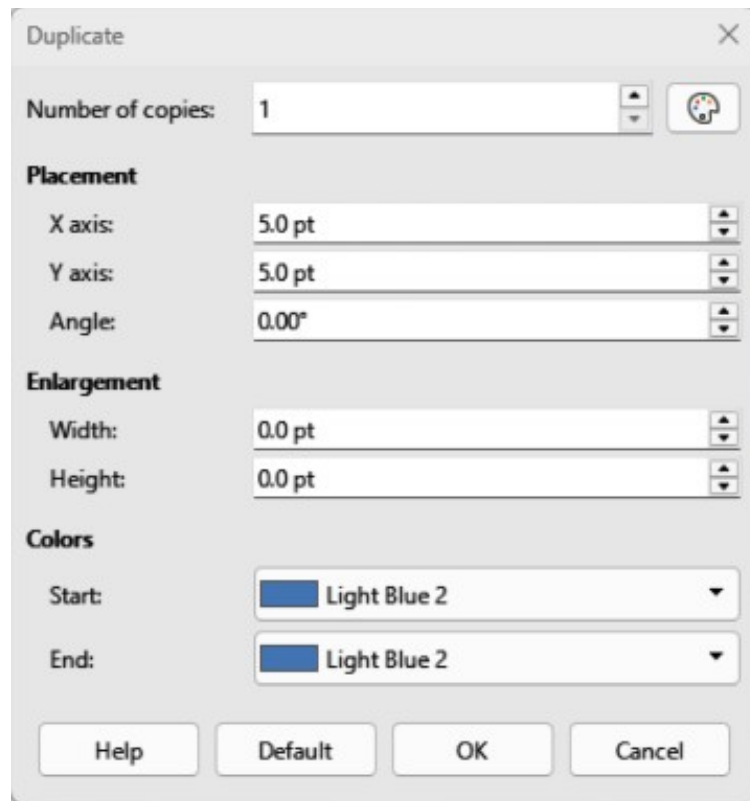 Duplicate
Number of copies: 1
Placement
X axis: 5.0 pt
Y axis: 5.0 pt
Angle: 0.00°
Enlargement
Width: 0.0 pt
Height: 0.0 pt
Colors
Start: Light Blue 2
End: Light Blue 2
Help Default OK Cancel